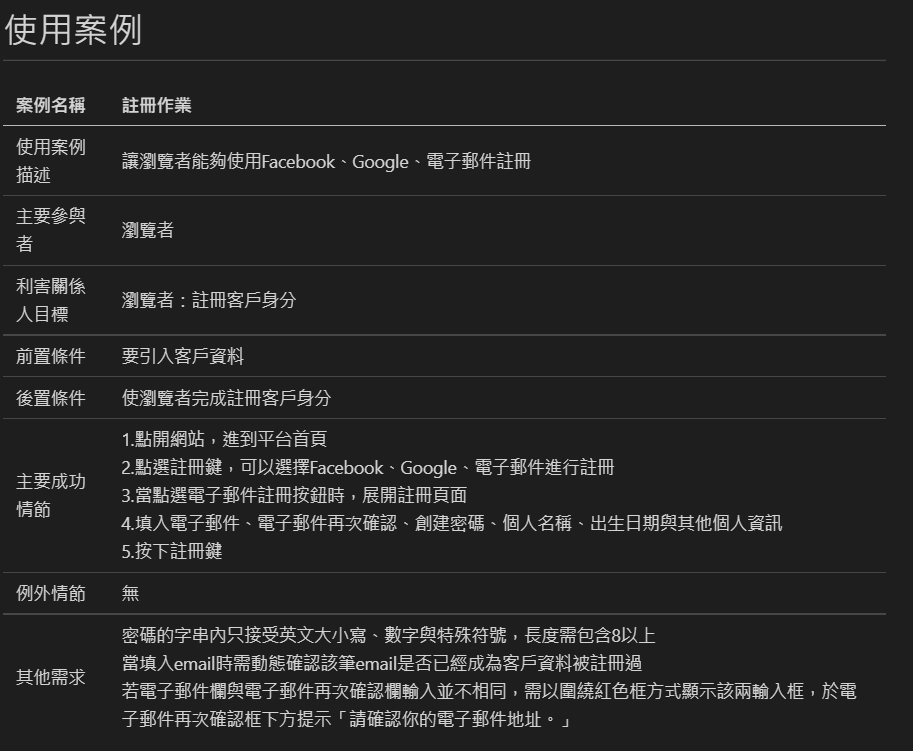 使用案例
案例名稱 註冊作業
使用案例描述 讓瀏覽者能夠使用Facebook、Google、電子郵件註冊
主要參與者 瀏覽者
利害關係人目標 瀏覽者：註冊客戶身分
前置條件 要引入客戶資料
後置條件 使瀏覽者完成註冊客戶身分
主要成功情節
1.點開網站，進到平台首頁
2.點選註冊鍵，可以選擇Facebook、Google、電子郵件進行註冊
3.當點選電子郵件註冊按鈕時，展開註冊頁面
4.填入電子郵件、電子郵件再次確認、創建密碼、個人名稱、出生日期與其他個人資訊
5.按下註冊鍵
例外情節 無
其他需求
密碼的字串內只接受英文大小寫、數字與特殊符號，長度需包含8以上
當填入email時需動態確認該筆email是否已經成為客戶資料被註冊過
若電子郵件欄與電子郵件再次確認欄輸入並不相同，需以圍繞紅色框方式顯示該兩輸入框，於電
子郵件再次確認框下方提示「請確認你的電子郵件地址。」